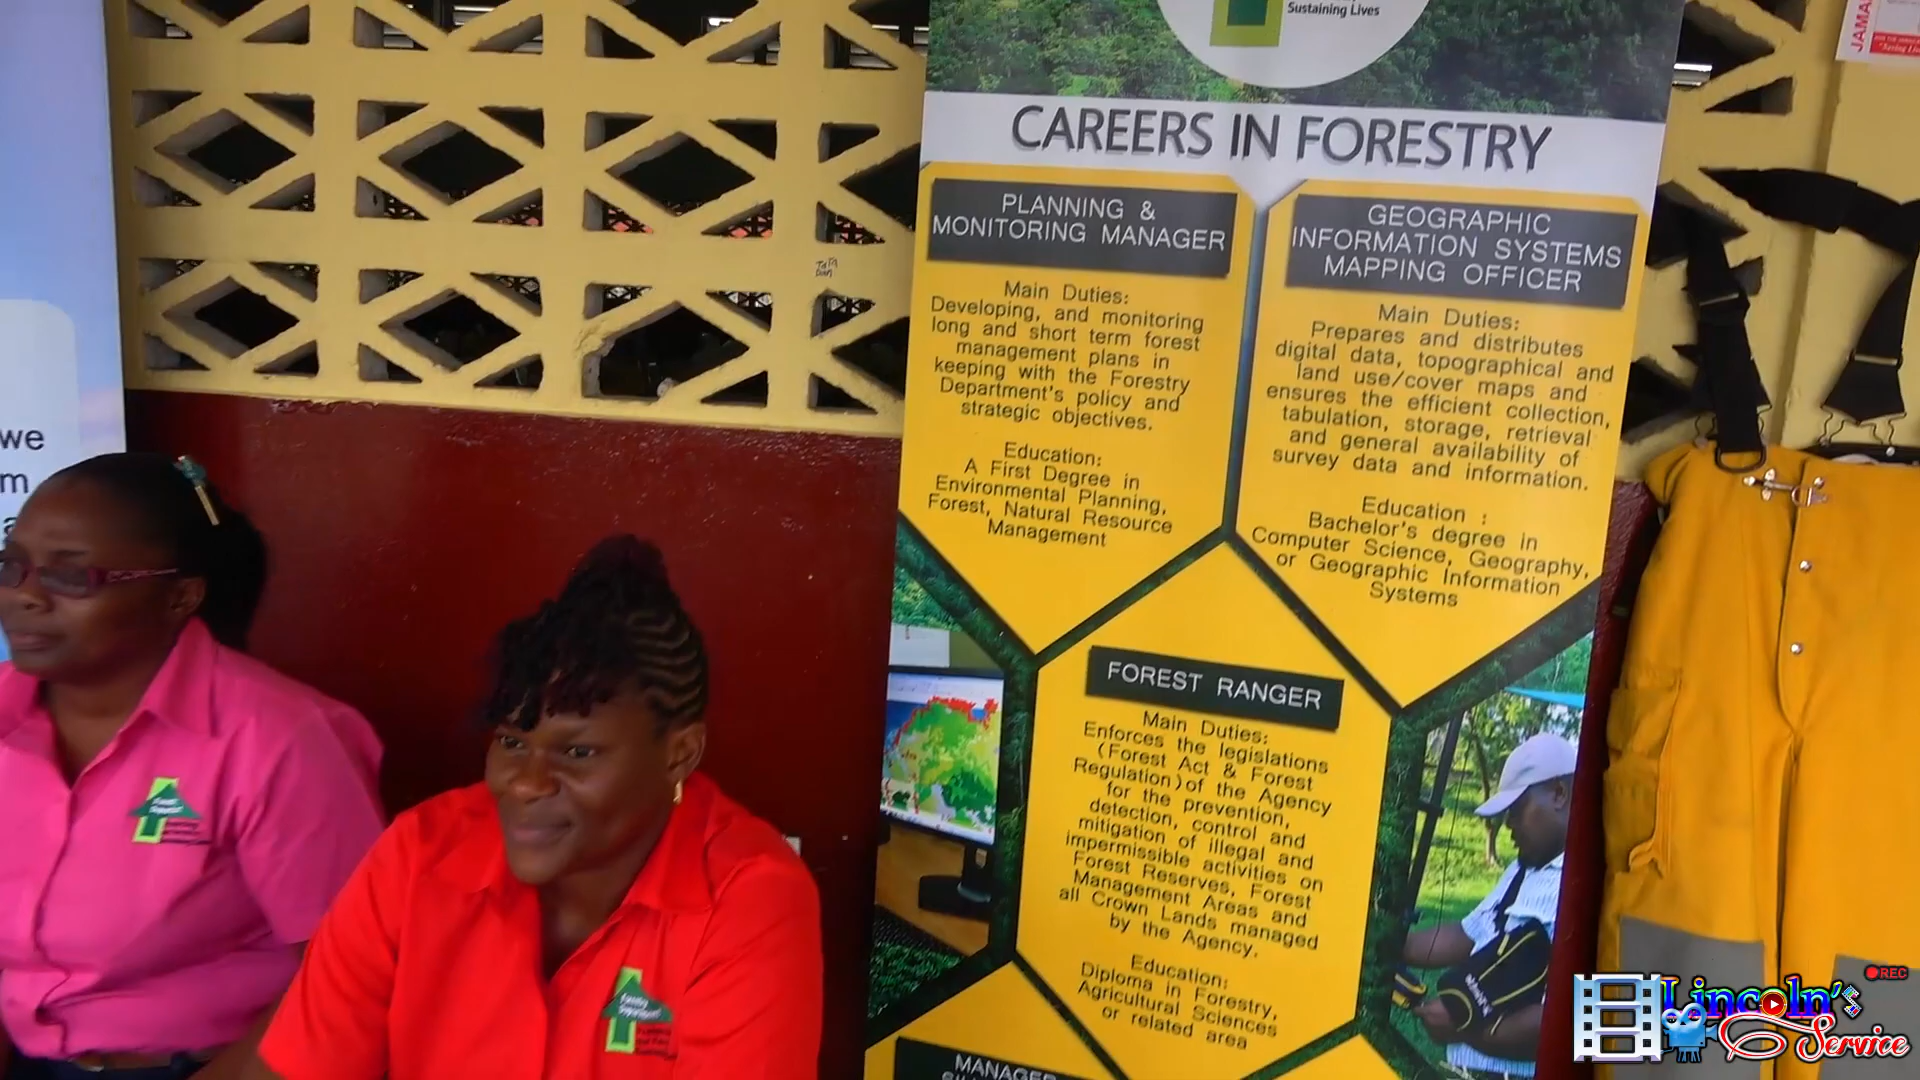 Sustaining Lives
JAMA
CAREERS IN FORESTRY
PLANNING &
MONITORING MANAGER
Main Duties:
Developing, and monitoring
long and short term forest
management plans in
keeping with the Forestry
Department's policy and
strategic objectives.
Education:
A First Degree in
Environmental Planning,
Forest, Natural Resource
Management
GEOGRAPHIC
INFORMATION SYSTEMS
MAPPING OFFICER
Main Duties:
Prepares and distributes
digital data, topographical and
land use/cover maps and
ensures the efficient collection,
tabulation, storage, retrieval
and general availability of
survey data and information.
Education :
Bachelor's degree in
Computer Science, Geography,
or Geographic Information
Systems
FOREST RANGER
Main Duties:
Enforces the legislations
(Forest Act & Forest
Regulation)of the Agency
for the prevention,
detection, control and
mitigation of illegal and
impermissible activities on
Forest Reserves, Forest
Management Areas and
all Crown Lands managed
by the Agency.
Education:
Diploma in Forestry,
Agricultural Sciences
or related area
MANAGER
we
m
a
Forestry
Department
REC
Lincoln's
Service